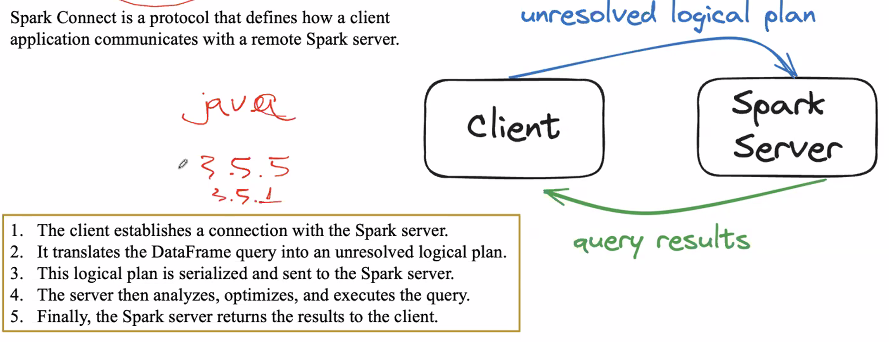 Spark Connect is a protocol that defines how a client
application communicates with a remote Spark server.
unresolved logical plan
java
3.5.5
3.5.1
Client
Spark
Server
query results
1. The client establishes a connection with the Spark server.
2. It translates the DataFrame query into an unresolved logical plan.
3. This logical plan is serialized and sent to the Spark server.
4. The server then analyzes, optimizes, and executes the query.
5. Finally, the Spark server returns the results to the client.